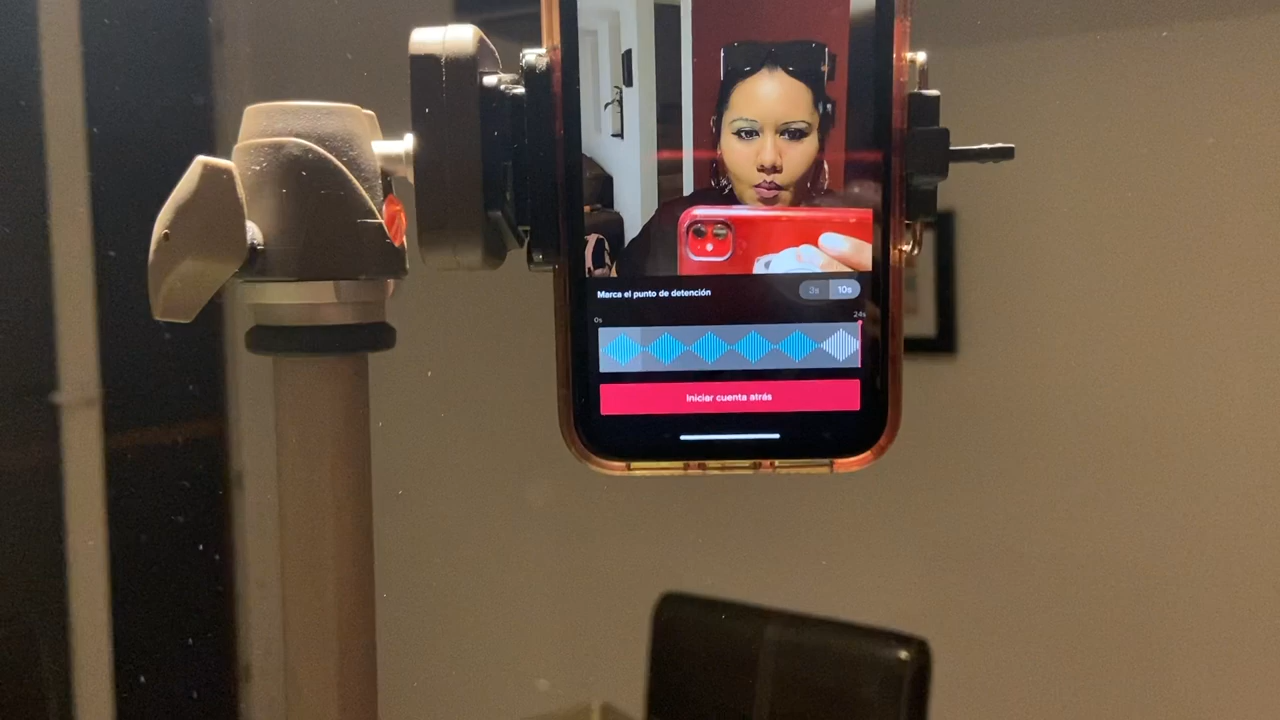 Marca el punto de detención
3s 10s
0s 24s
Iniciar cuenta atrás